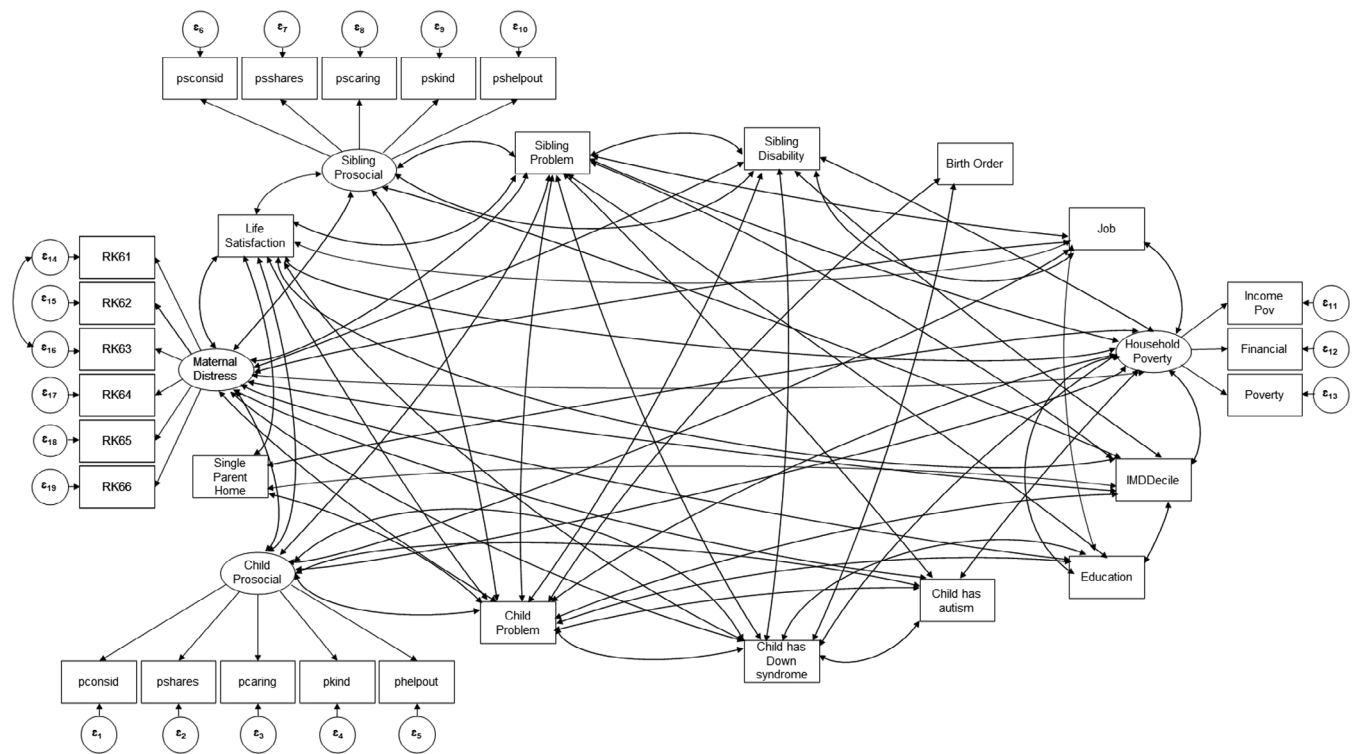 ε6 ε7 ε8 ε9 ε10
psconsid psshares pscaring pskind pshelpout
Sibling
Prosocial
Sibling
Problem
Sibling
Disability
Birth Order
Life
Satisfaction
Job
ε14 RK61
ε15 RK62
ε16 RK63
ε17 RK64
ε18 RK65
ε19 RK66
Maternal
Distress
Household
Poverty
Income
Pov
ε11
Financial ε12
Poverty ε13
Single
Parent
Home
IMDDecile
Education
Child
Prosocial
Child
Problem
Child has
autism
Child has
Down
syndrome
pconsid pshares pcaring pkind phelpout
ε1 ε2 ε3 ε4 ε5